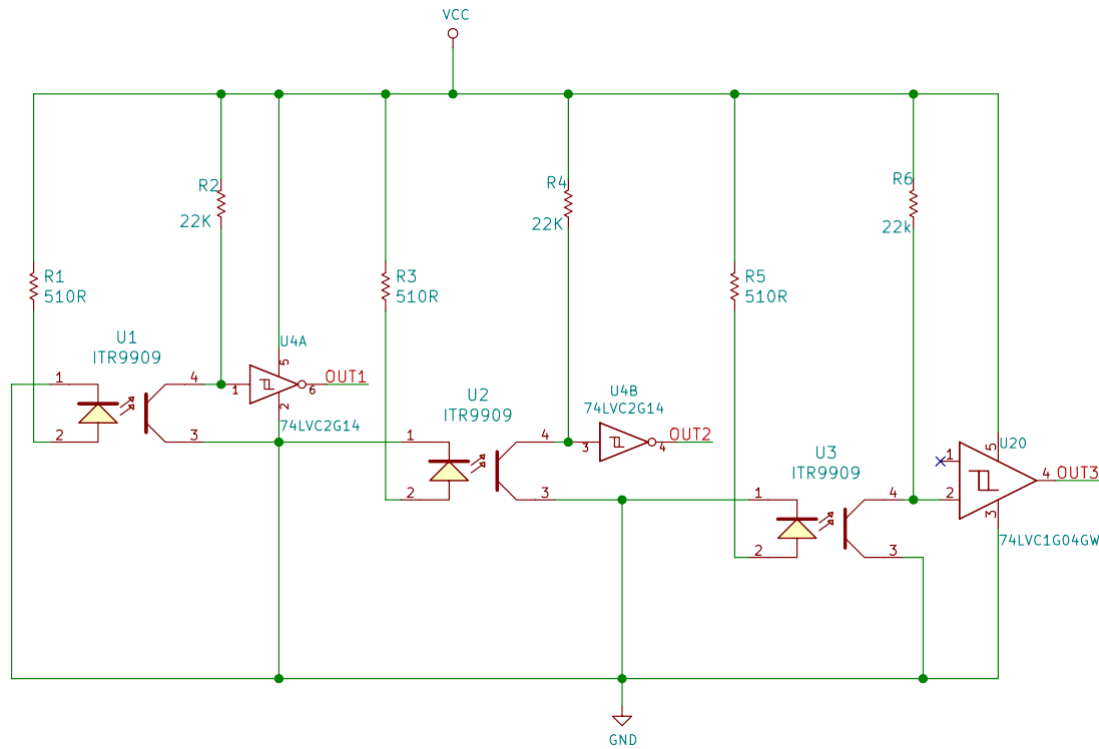 VCC
R2
22K
R4
22K
R6
22k
R1
510R
R3
510R
R5
510R
U1
ITR9909
1
2
4
3
U4A
5
1
6
2
OUT1
74LVC2G14
U2
ITR9909
1
2
4
3
U4B
74LVC2G14
3
4
OUT2
U3
ITR9909
1
2
4
3
U20
5
1
2
4
3
OUT3
74LVC1G04GW
GND